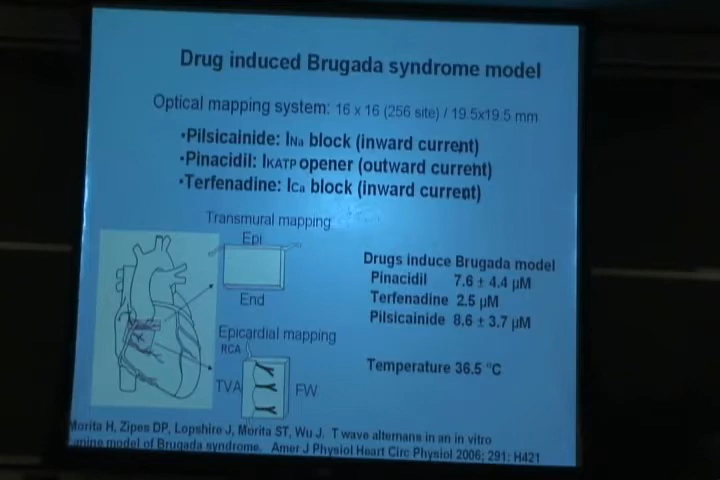 Drug induced Brugada syndrome model
Optical mapping system: 16 x 16 (256 site) / 19.5x19.5 mm
•Pilsicainide: INa block (inward current)
•Pinacidil: IKATP opener (outward current)
•Terfenadine: ICa block (inward current)
Transmural mapping
Epi
End
Epicardial mapping
RCA
TVA
FW
Drugs induce Brugada model
Pinacidil 7.6 ± 4.4 µM
Terfenadine 2.5 µM
Pilsicainide 8.6 ± 3.7 µM
Temperature 36.5 °C
Morita H, Zipes DP, Lopshire J, Morita ST, Wu J. T wave alternans in an in vitro
canine model of Brugada syndrome. Amer J Physiol Heart Circ Physiol 2006; 291: H421